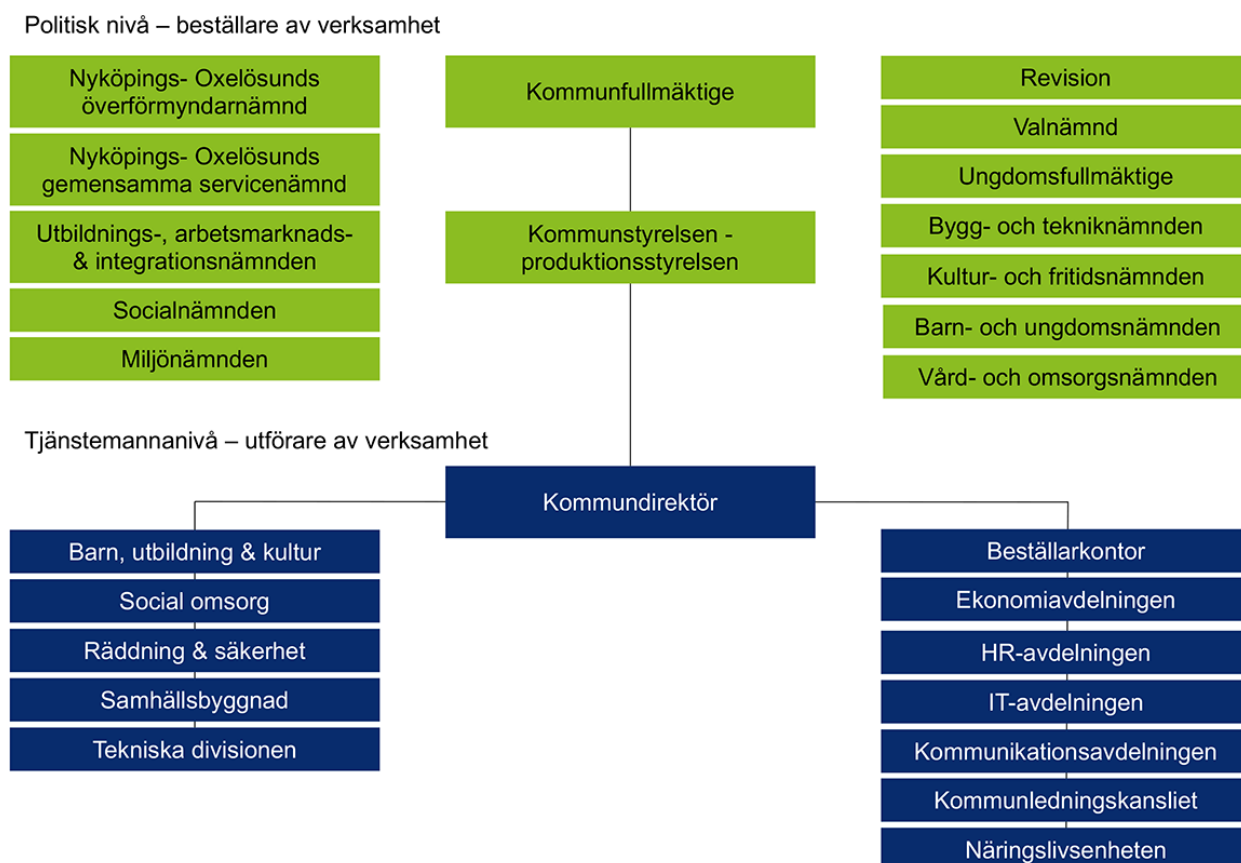 Politisk nivå – beställare av verksamhet
Nyköpings- Oxelösunds
överförmyndarnämnd
Nyköpings- Oxelösunds
gemensamma servicenämnd
Utbildnings-, arbetsmarknads-
& integrationsnämnden
Socialnämnden
Miljönämnden
Kommunfullmäktige
Kommunstyrelsen -
produktionsstyrelsen
Revision
Valnämnd
Ungdomsfullmäktige
Bygg- och tekniknämnden
Kultur- och fritidsnämnden
Barn- och ungdomsnämnden
Vård- och omsorgsnämnden
Tjänstemannanivå – utförare av verksamhet
Kommundirektör
Barn, utbildning & kultur
Social omsorg
Räddning & säkerhet
Samhällsbyggnad
Tekniska divisionen
Beställarkontor
Ekonomiavdelningen
HR-avdelningen
IT-avdelningen
Kommunikationsavdelningen
Kommunledningskansliet
Näringslivsenheten